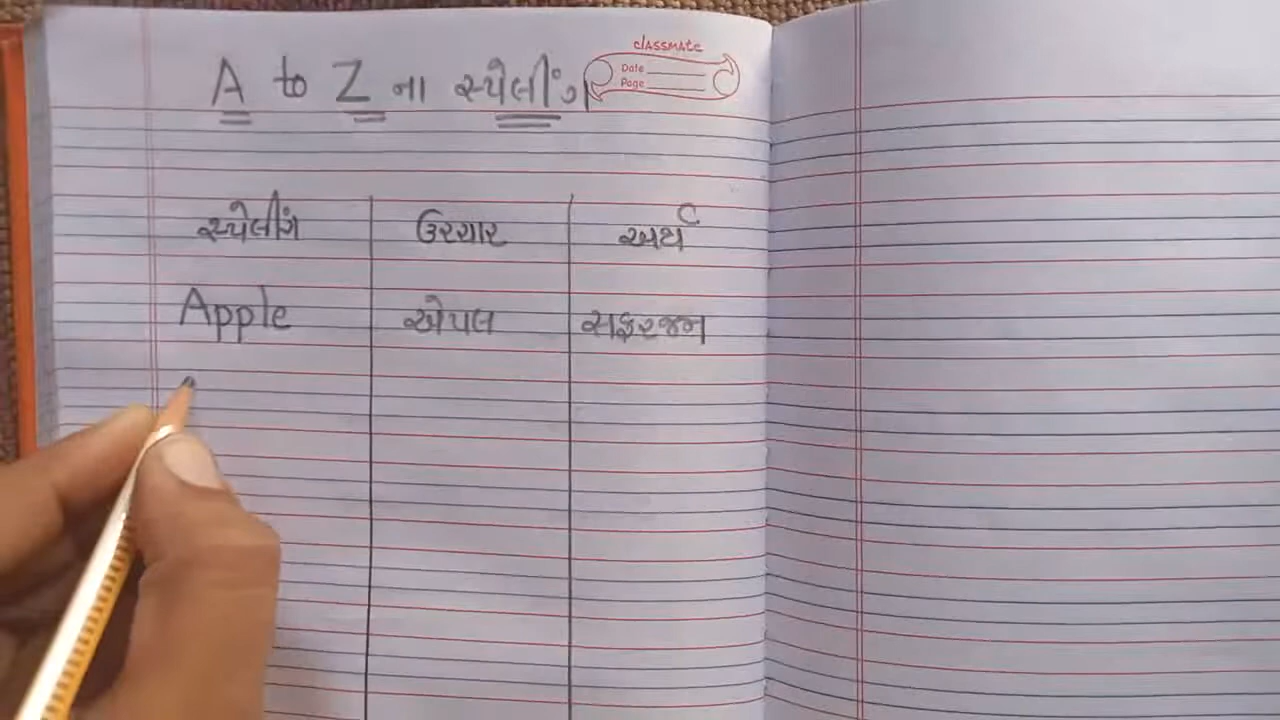 A to Z ના સ્પેલીંગ
classmate
Date
Page
સ્પેલીંગ ઉચ્ચાર અર્થ
Apple એપલ સફરજન